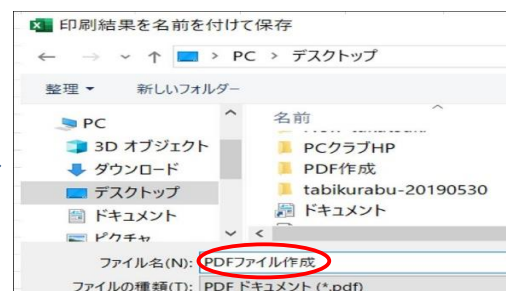 印刷結果を名前を付けて保存
PC > デスクトップ
整理 新しいフォルダー
PC
3D オブジェクト
ダウンロード
デスクトップ
ドキュメント
ピクチャ
名前
PCクラブHP
PDF作成
tabikurabu-20190530
ドキュメント
ファイル名(N): PDFファイル作成
ファイルの種類(T): PDF ドキュメント (*.pdf)